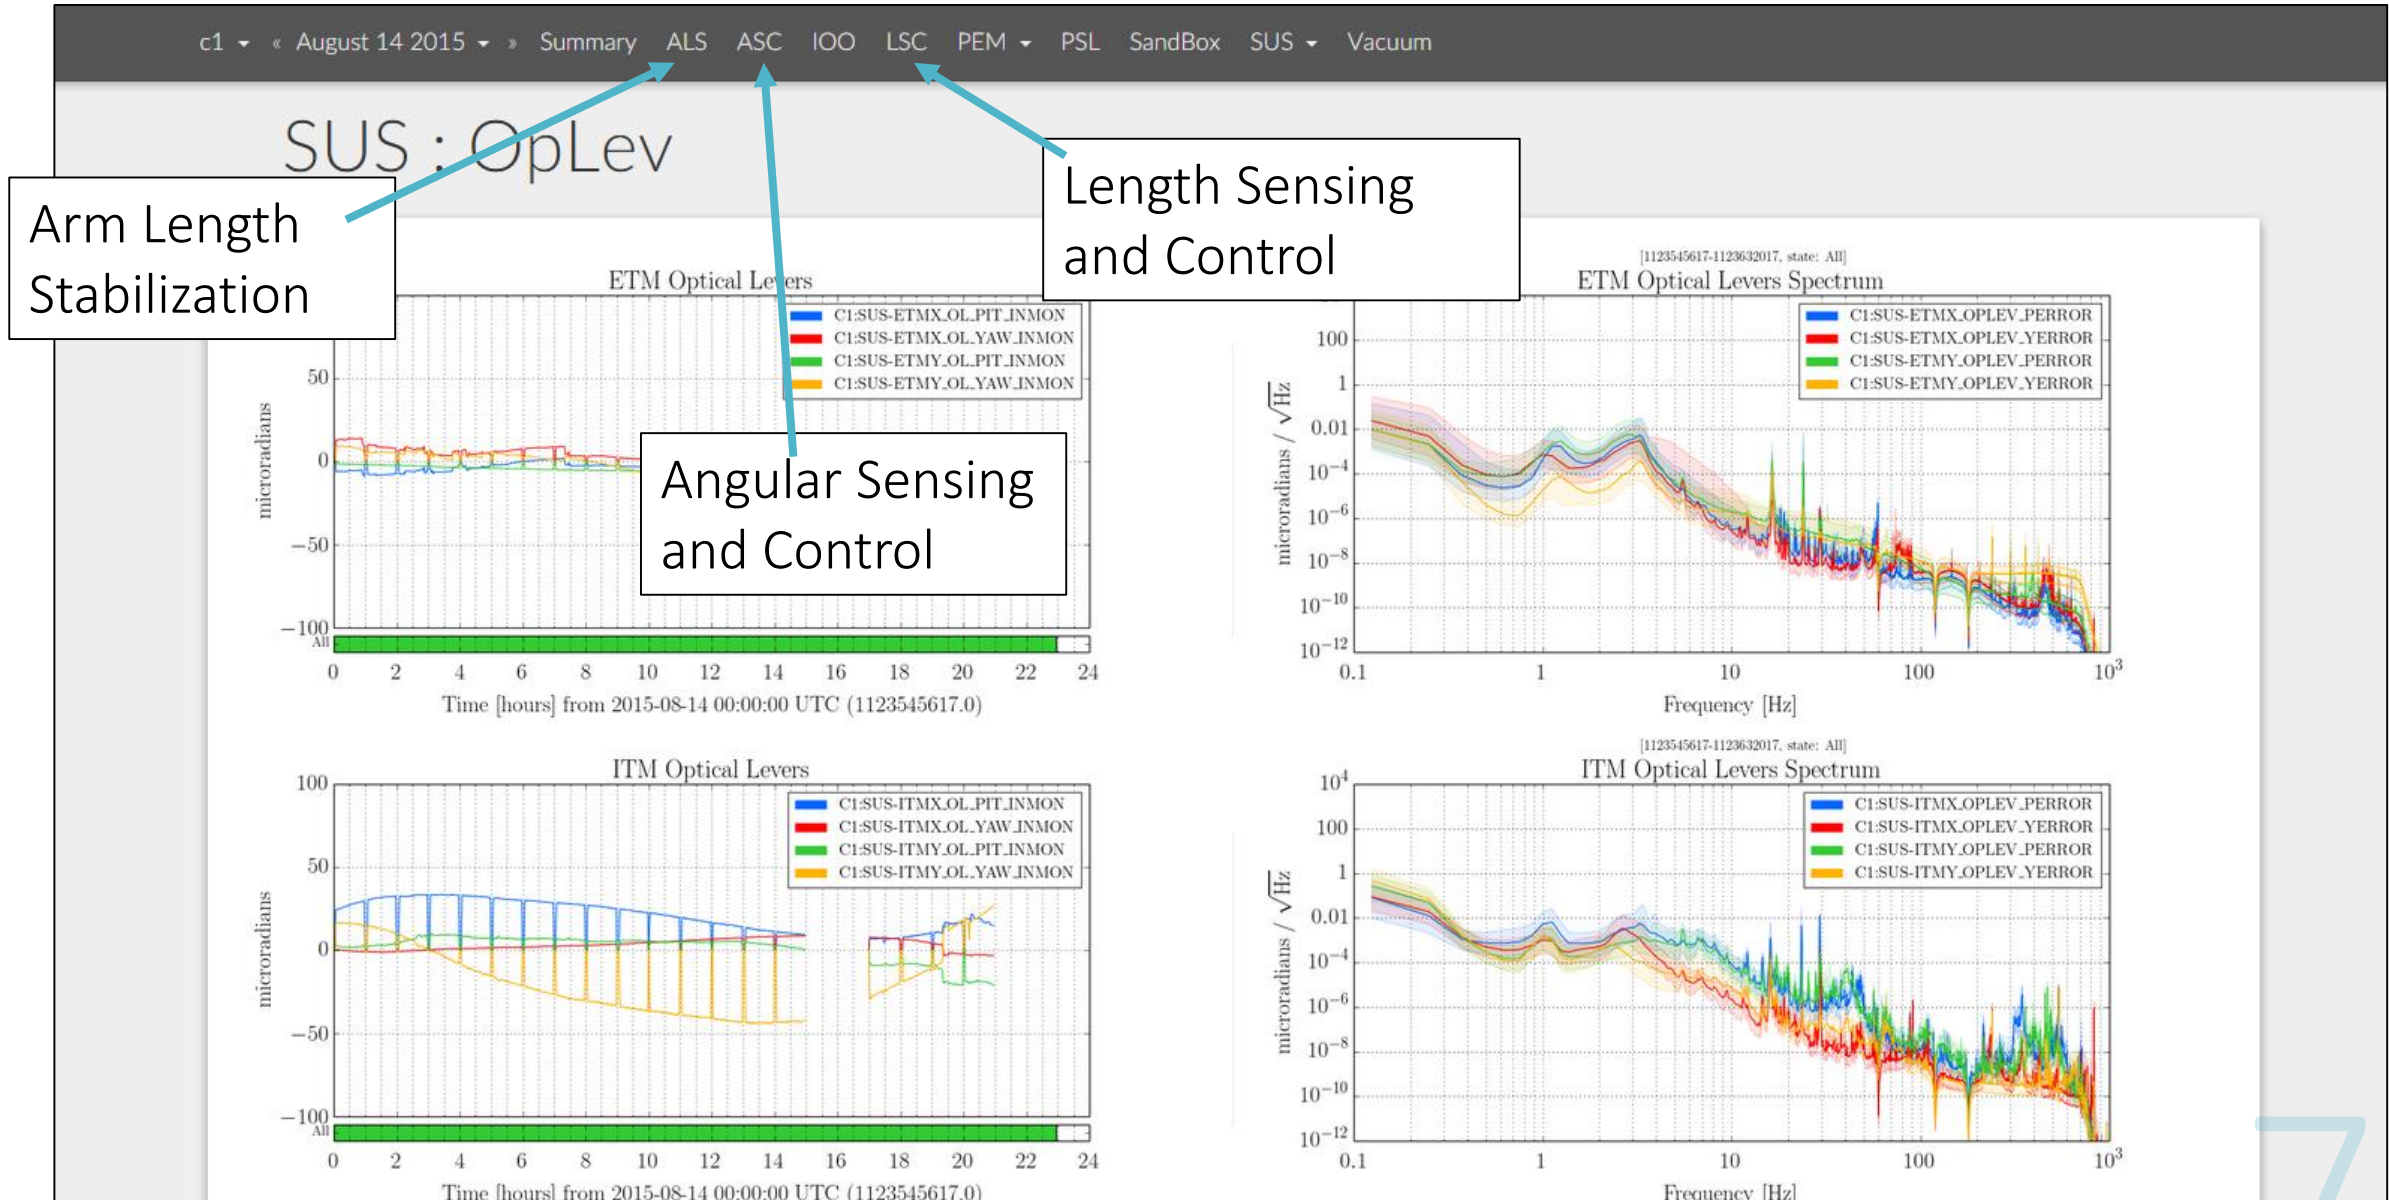 c1 « August 14 2015 » Summary ALS ASC IOO LSC PEM PSL SandBox SUS Vacuum
SUS : OpLev
Arm Length
Stabilization
Length Sensing
and Control
Angular Sensing
and Control
ETM Optical Levers
C1:SUS-ETMX_OL_PIT_INMON
C1:SUS-ETMX_OL_YAW_INMON
C1:SUS-ETMY_OL_PIT_INMON
C1:SUS-ETMY_OL_YAW_INMON
microradians
50
0
−50
−100
All
0 2 4 6 8 10 12 14 16 18 20 22 24
Time [hours] from 2015-08-14 00:00:00 UTC (1123545617.0)
[1123545617-1123632017, state: All]
ETM Optical Levers Spectrum
C1:SUS-ETMX_OPLEV_PERROR
C1:SUS-ETMX_OPLEV_YERROR
C1:SUS-ETMY_OPLEV_PERROR
C1:SUS-ETMY_OPLEV_YERROR
microradians / √Hz
100
1
0.01
10⁻⁴
10⁻⁶
10⁻⁸
10⁻¹⁰
10⁻¹²
0.1 1 10 100 10³
Frequency [Hz]
ITM Optical Levers
C1:SUS-ITMX_OL_PIT_INMON
C1:SUS-ITMX_OL_YAW_INMON
C1:SUS-ITMY_OL_PIT_INMON
C1:SUS-ITMY_OL_YAW_INMON
microradians
100
50
0
−50
−100
All
0 2 4 6 8 10 12 14 16 18 20 22 24
Time [hours] from 2015-08-14 00:00:00 UTC (1123545617.0)
[1123545617-1123632017, state: All]
ITM Optical Levers Spectrum
C1:SUS-ITMX_OPLEV_PERROR
C1:SUS-ITMX_OPLEV_YERROR
C1:SUS-ITMY_OPLEV_PERROR
C1:SUS-ITMY_OPLEV_YERROR
microradians / √Hz
10⁴
100
1
0.01
10⁻⁴
10⁻⁶
10⁻⁸
10⁻¹⁰
10⁻¹²
0.1 1 10 100 10³
Frequency [Hz]
7